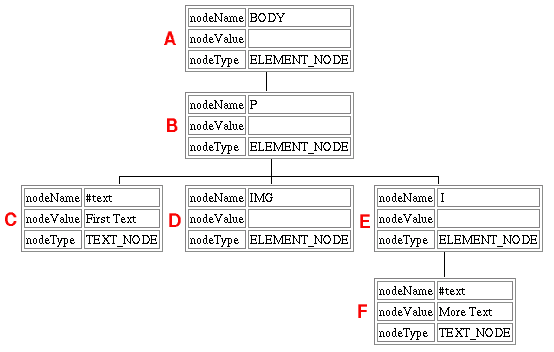 A
nodeName BODY
nodeValue
nodeType ELEMENT_NODE
B
nodeName P
nodeValue
nodeType ELEMENT_NODE
C
nodeName #text
nodeValue First Text
nodeType TEXT_NODE
D
nodeName IMG
nodeValue
nodeType ELEMENT_NODE
E
nodeName I
nodeValue
nodeType ELEMENT_NODE
F
nodeName #text
nodeValue More Text
nodeType TEXT_NODE